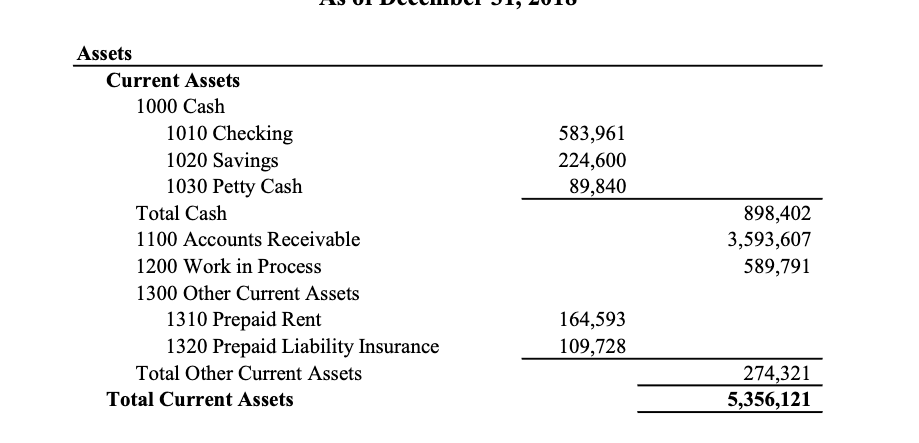 As of December 31, 2018
Assets
Current Assets
1000 Cash
1010 Checking 583,961
1020 Savings 224,600
1030 Petty Cash 89,840
Total Cash 898,402
1100 Accounts Receivable 3,593,607
1200 Work in Process 589,791
1300 Other Current Assets
1310 Prepaid Rent 164,593
1320 Prepaid Liability Insurance 109,728
Total Other Current Assets 274,321
Total Current Assets 5,356,121